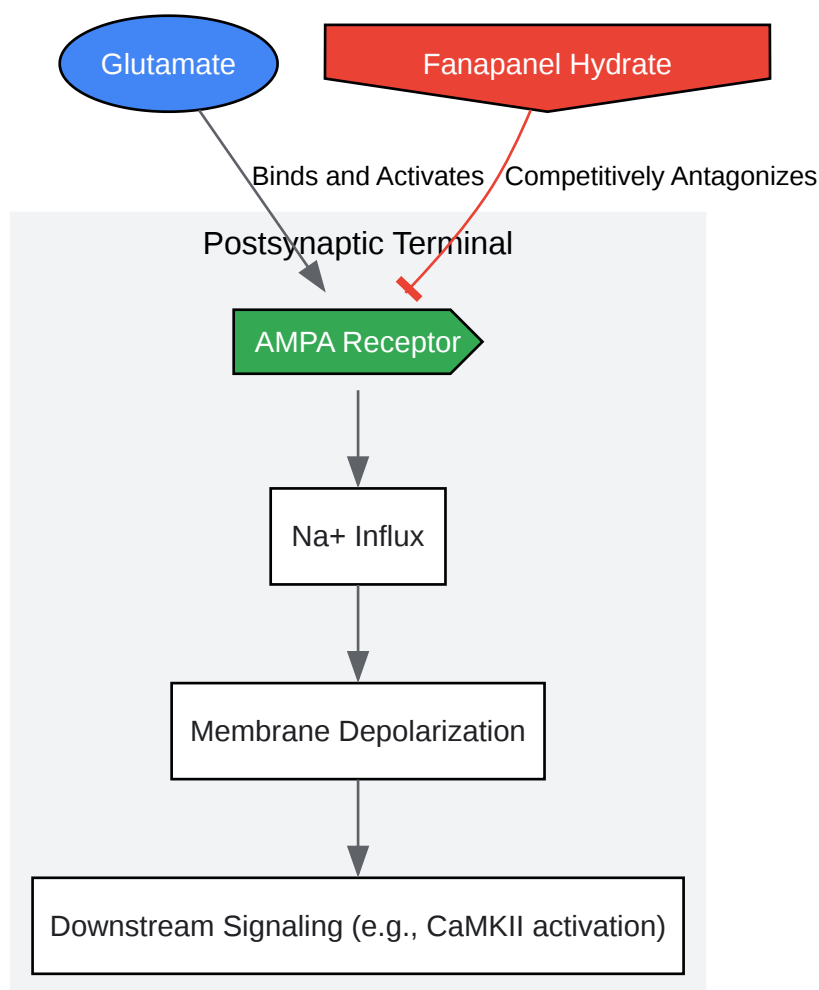 Glutamate
Fanapanel Hydrate
Binds and Activates
Competitively Antagonizes
Postsynaptic Terminal
AMPA Receptor
Na+ Influx
Membrane Depolarization
Downstream Signaling (e.g., CaMKII activation)